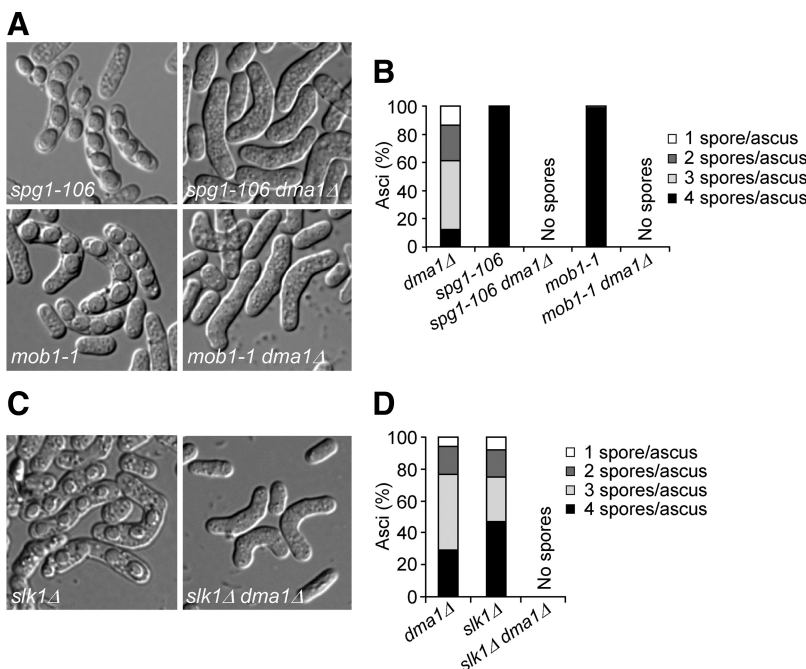 A
spg1-106
spg1-106 dma1Δ
mob1-1
mob1-1 dma1Δ
B
Asci (%)
100
80
60
40
20
0
No spores
No spores
dma1Δ
spg1-106
spg1-106 dma1Δ
mob1-1
mob1-1 dma1Δ
1 spore/ascus
2 spores/ascus
3 spores/ascus
4 spores/ascus
C
slk1Δ
slk1Δ dma1Δ
D
Asci (%)
100
80
60
40
20
0
No spores
dma1Δ
slk1Δ
slk1Δ dma1Δ
1 spore/ascus
2 spores/ascus
3 spores/ascus
4 spores/ascus